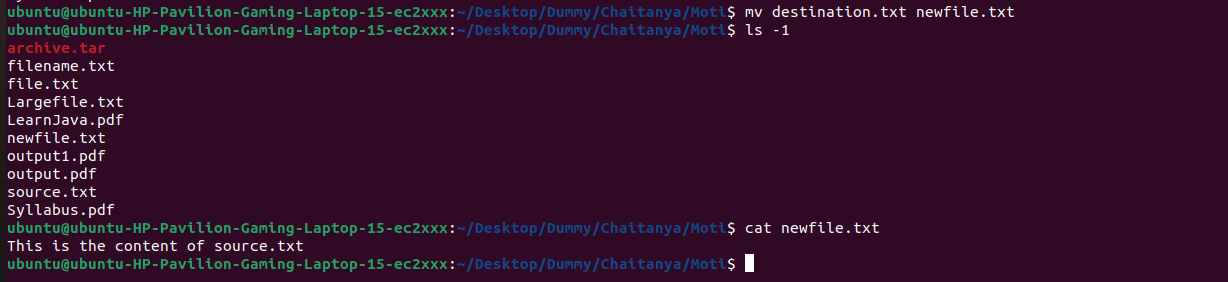 ubuntu@ubuntu-HP-Pavilion-Gaming-Laptop-15-ec2xxx:~/Desktop/Dummy/Chaitanya/Moti$ mv destination.txt newfile.txt
ubuntu@ubuntu-HP-Pavilion-Gaming-Laptop-15-ec2xxx:~/Desktop/Dummy/Chaitanya/Moti$ ls -1
archive.tar
filename.txt
file.txt
Largefile.txt
LearnJava.pdf
newfile.txt
output1.pdf
output.pdf
source.txt
Syllabus.pdf
ubuntu@ubuntu-HP-Pavilion-Gaming-Laptop-15-ec2xxx:~/Desktop/Dummy/Chaitanya/Moti$ cat newfile.txt
This is the content of source.txt
ubuntu@ubuntu-HP-Pavilion-Gaming-Laptop-15-ec2xxx:~/Desktop/Dummy/Chaitanya/Moti$